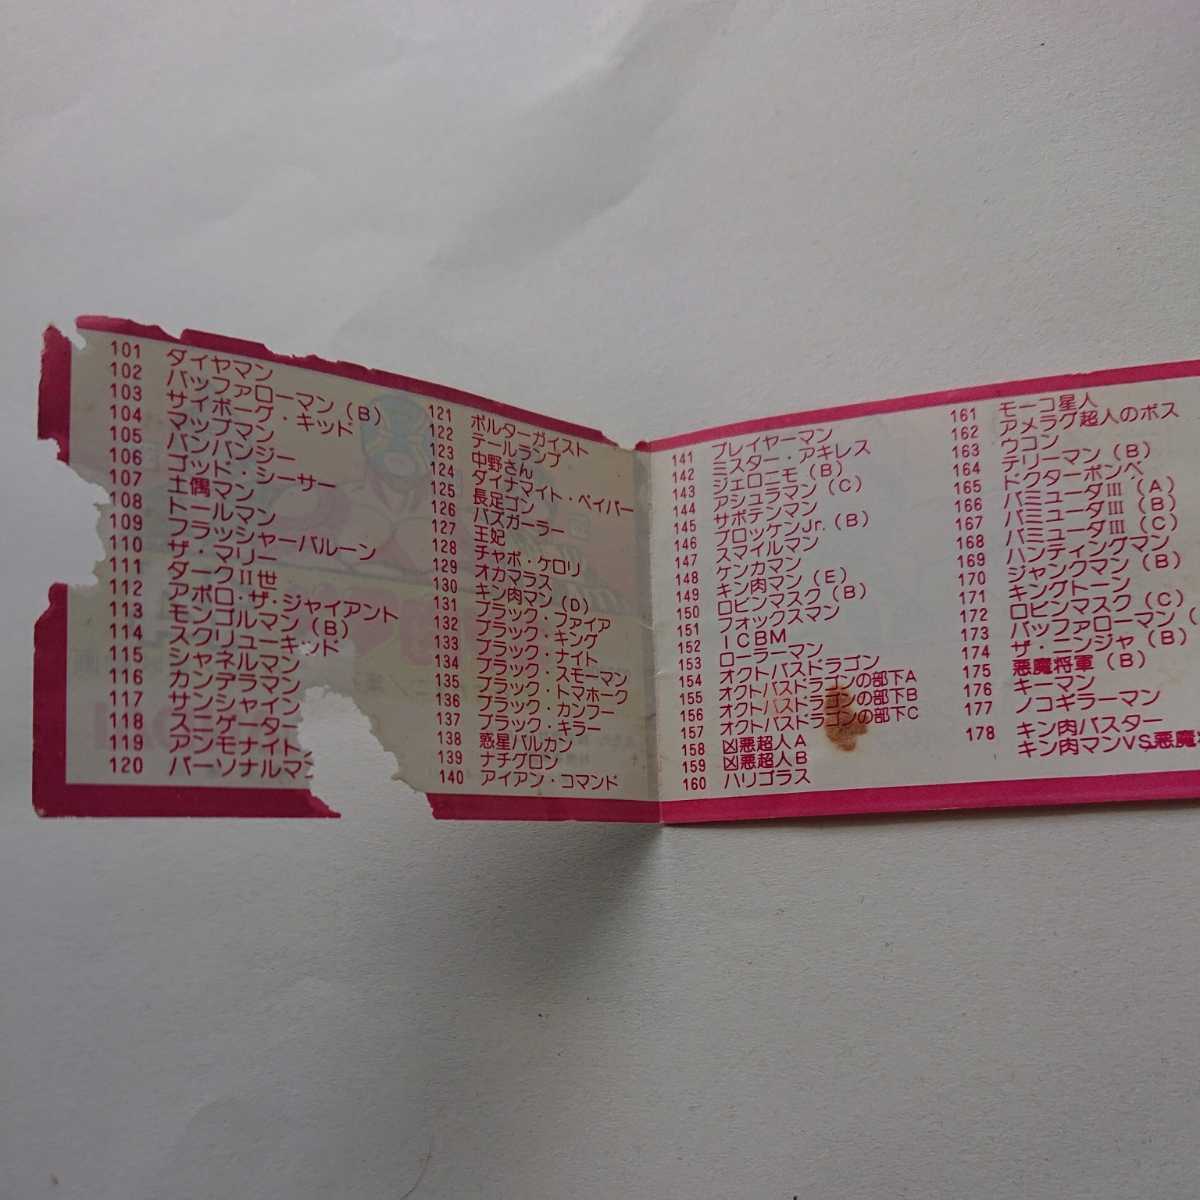 101 ダイヤマン
102 バッファローマン(B)
103 サイボーグ・キッド
104 マップマン
105 バンバンジー
106 ゴッド・シーサー
107 土偶マン
108 トールマン
109 フラッシャーバルーン
110 ザ・マリー
111 ダークⅡ世
112 アポロ・ザ・ジャイアント
113 モンゴルマン(B)
114 スクリューキッド
115 シャネルマン
116 カンデラマン
117 サンシャイン
118 スニゲーター
119 アンモナイト
120 パーソナルマン
121 ポルターガイスト
122 テールランプ
123 中野さん
124 ダイナマイト・ペイパー
125 長足ゴン
126 バズガーラー
127 王妃
128 チャボ・ケロリ
129 オカマラス
130 キン肉マン(D)
131 ブラック・ファイア
132 ブラック・キング
133 ブラック・ナイト
134 ブラック・スモーマン
135 ブラック・トマホーク
136 ブラック・カンフー
137 ブラック・キラー
138 惑星バルカン
139 ナチグロン
140 アイアン・コマンド
141 プレイヤーマン
142 ミスター・アキレス
143 ジェロニモ(B)
144 アシュラマン(C)
145 サボテンマン
146 ブロッケンJr.(B)
147 スマイルマン
148 ケンカマン
149 キン肉マン(E)
150 ロビンマスク(B)
151 フォックスマン
152 ICBM
153 ローラーマン
154 オクトパスドラゴン
155 オクトパスドラゴンの部下A
156 オクトパスドラゴンの部下B
157 オクトパスドラゴンの部下C
158 凶悪超人A
159 凶悪超人B
160 ハリゴラス
161 モーコ星人
162 アメラグ超人のボス
163 ウコン
164 テリーマン(B)
165 ドクターボンベ
166 バミューダⅢ(A)
167 バミューダⅢ(B)
168 バミューダⅢ(C)
169 ハンティングマン
170 ジャンクマン(B)
171 キングトーン
172 ロビンマスク(C)
173 バッファローマン(
174 ザ・ニンジャ(B)
175 悪魔将軍(B)
176 キーマン
177 ノコギラーマン
178 キン肉バスター
キン肉マンVS悪魔